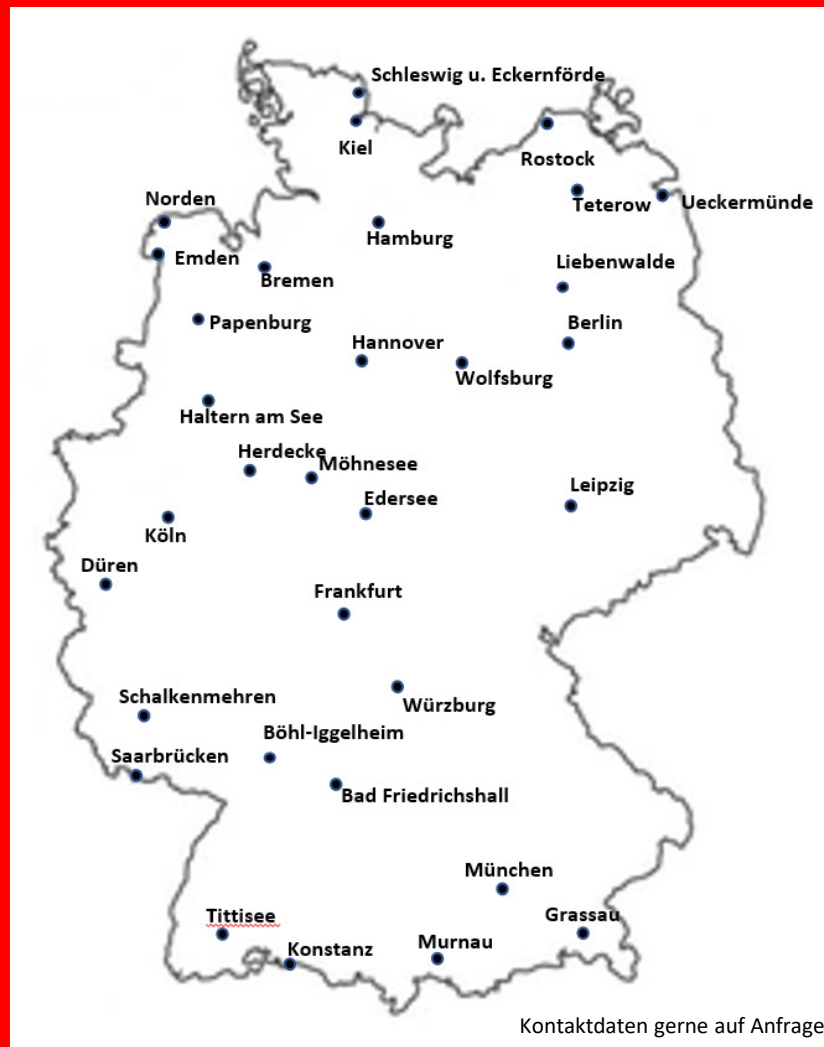 Schleswig u. Eckernförde
Kiel
Rostock
Norden
Teterow
Ueckermünde
Hamburg
Emden
Bremen
Liebenwalde
Papenburg
Berlin
Hannover
Wolfsburg
Haltern am See
Herdecke
Möhnesee
Edersee
Leipzig
Köln
Düren
Frankfurt
Schalkenmehren
Würzburg
Böhl-Iggelheim
Saarbrücken
Bad Friedrichshall
München
Tittisee
Grassau
Konstanz
Murnau
Kontaktdaten gerne auf Anfrage